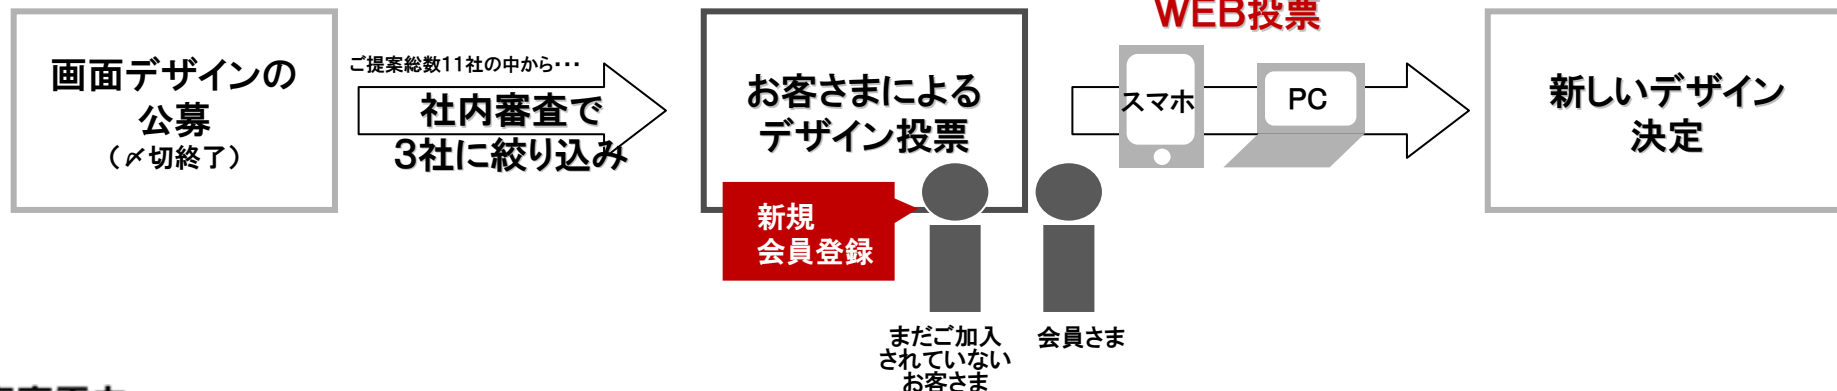 画面デザインの
公募
（〆切終了）
ご提案総数11社の中から・・・
社内審査で
3社に絞り込み
お客さまによる
デザイン投票
新規
会員登録
まだご加入
されていない
お客さま
会員さま
WEB投票
スマホ
PC
新しいデザイン
決定